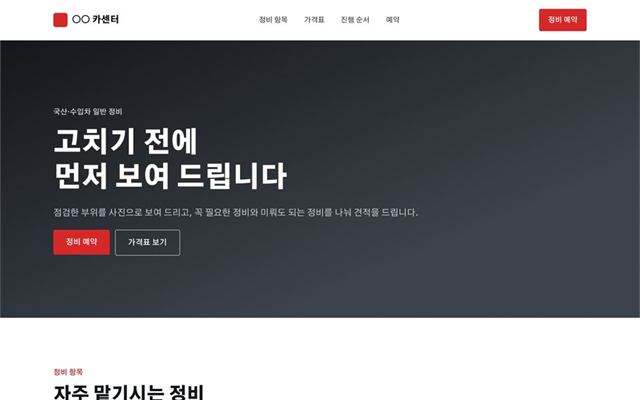 ○○ 카센터
정비 항목
가격표
진행 순서
예약
정비 예약
국산·수입차 일반 정비
고치기 전에
먼저 보여 드립니다
점검한 부위를 사진으로 보여 드리고, 꼭 필요한 정비와 미뤄도 되는 정비를 나눠 견적을 드립니다.
정비 예약
가격표 보기
정비 항목
자주 맡기시는 정비